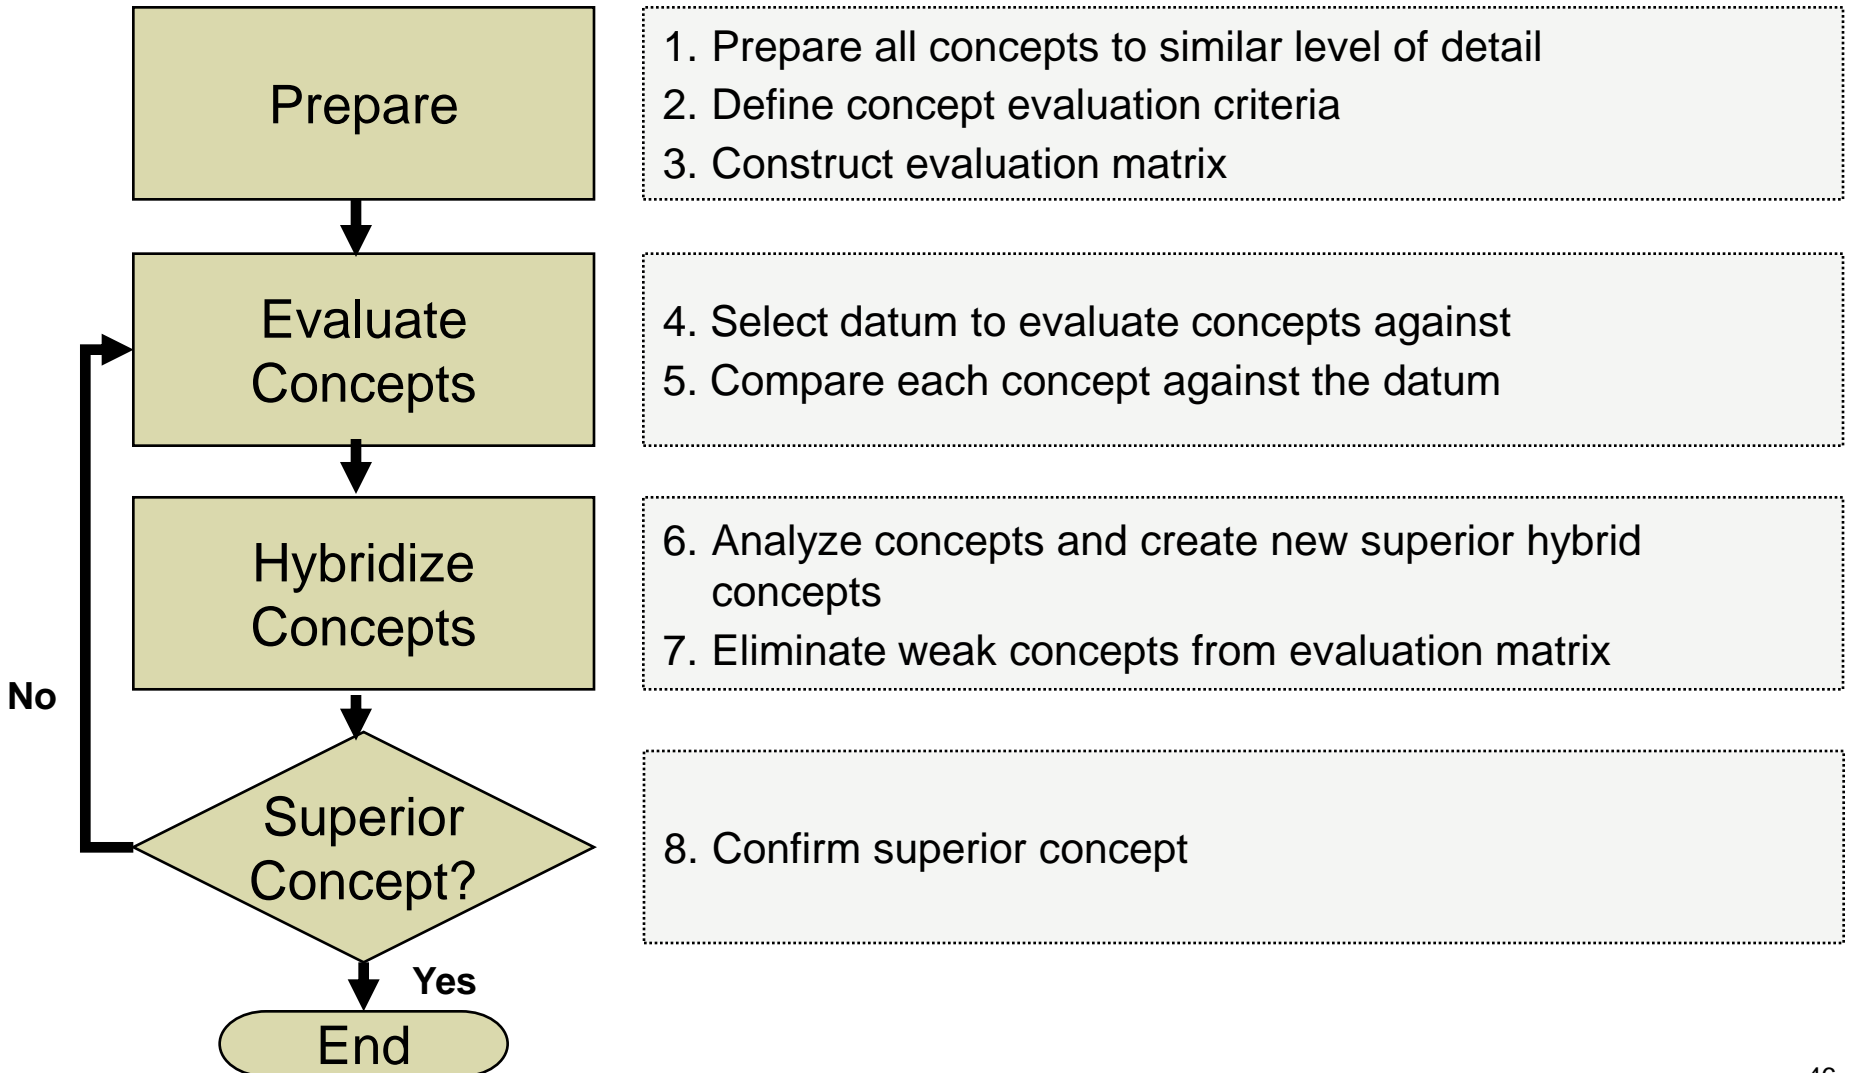 Prepare
1. Prepare all concepts to similar level of detail
2. Define concept evaluation criteria
3. Construct evaluation matrix
Evaluate
Concepts
4. Select datum to evaluate concepts against
5. Compare each concept against the datum
Hybridize
Concepts
6. Analyze concepts and create new superior hybrid
concepts
7. Eliminate weak concepts from evaluation matrix
No
Superior
Concept?
8. Confirm superior concept
Yes
End